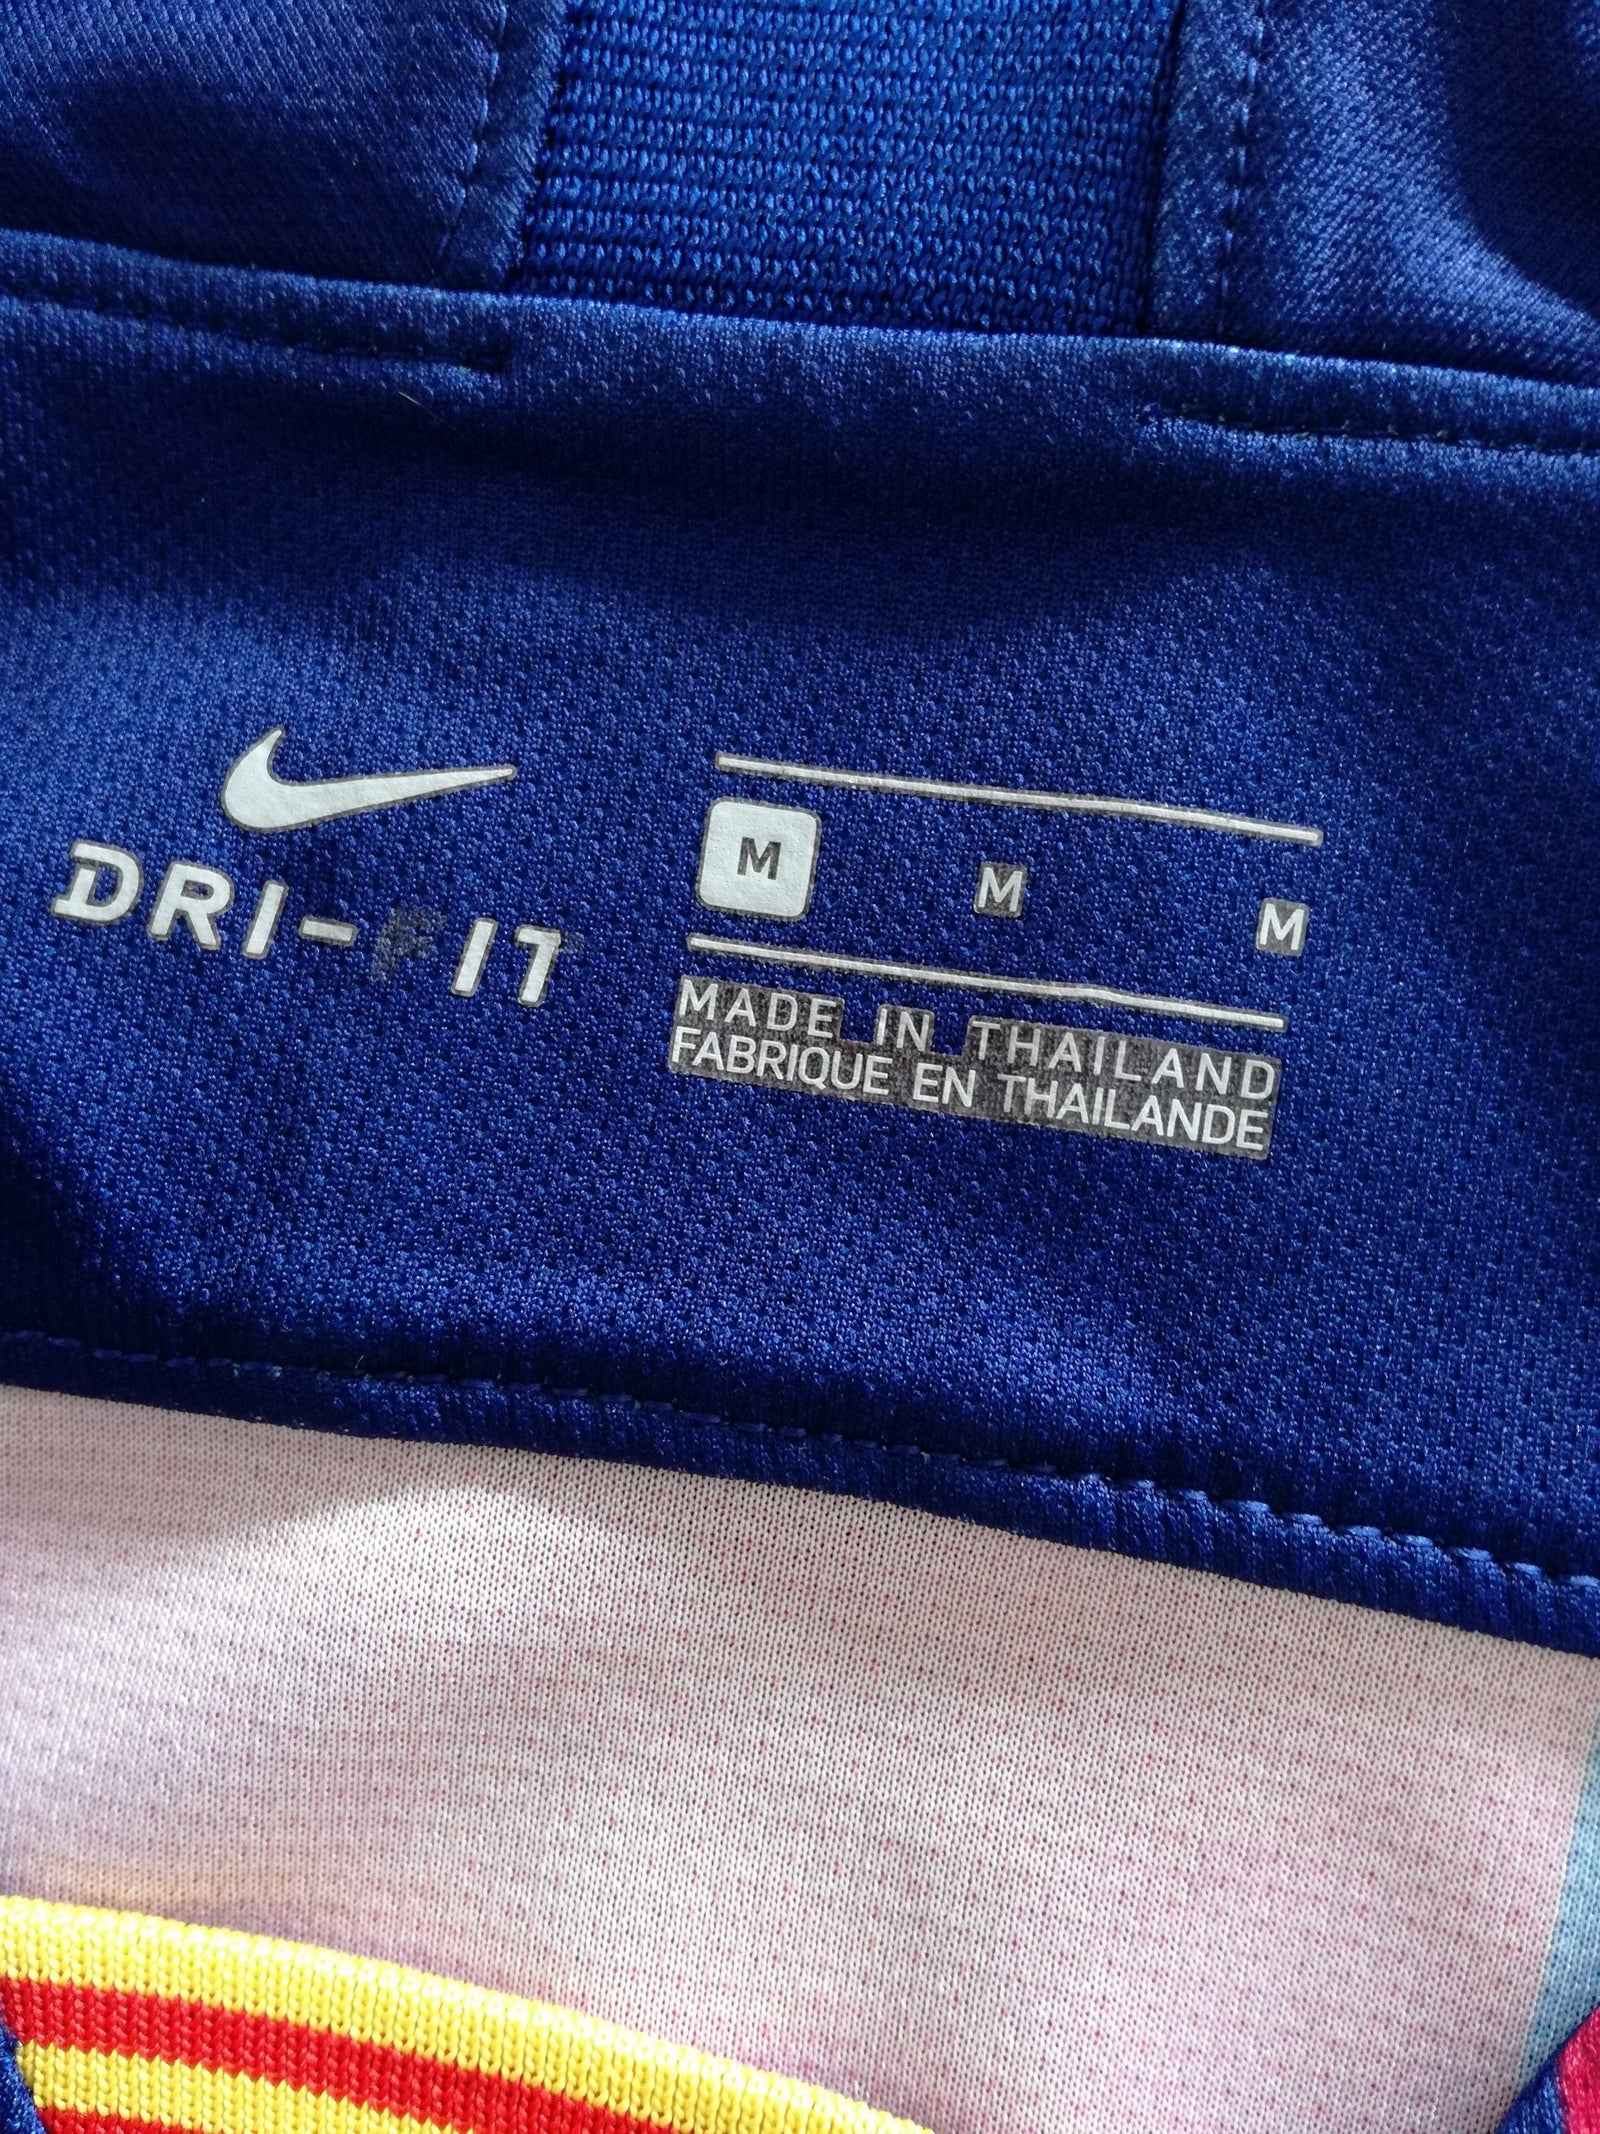 DRI-FIT
M M M
MADE IN THAILAND
FABRIQUE EN THAILANDE